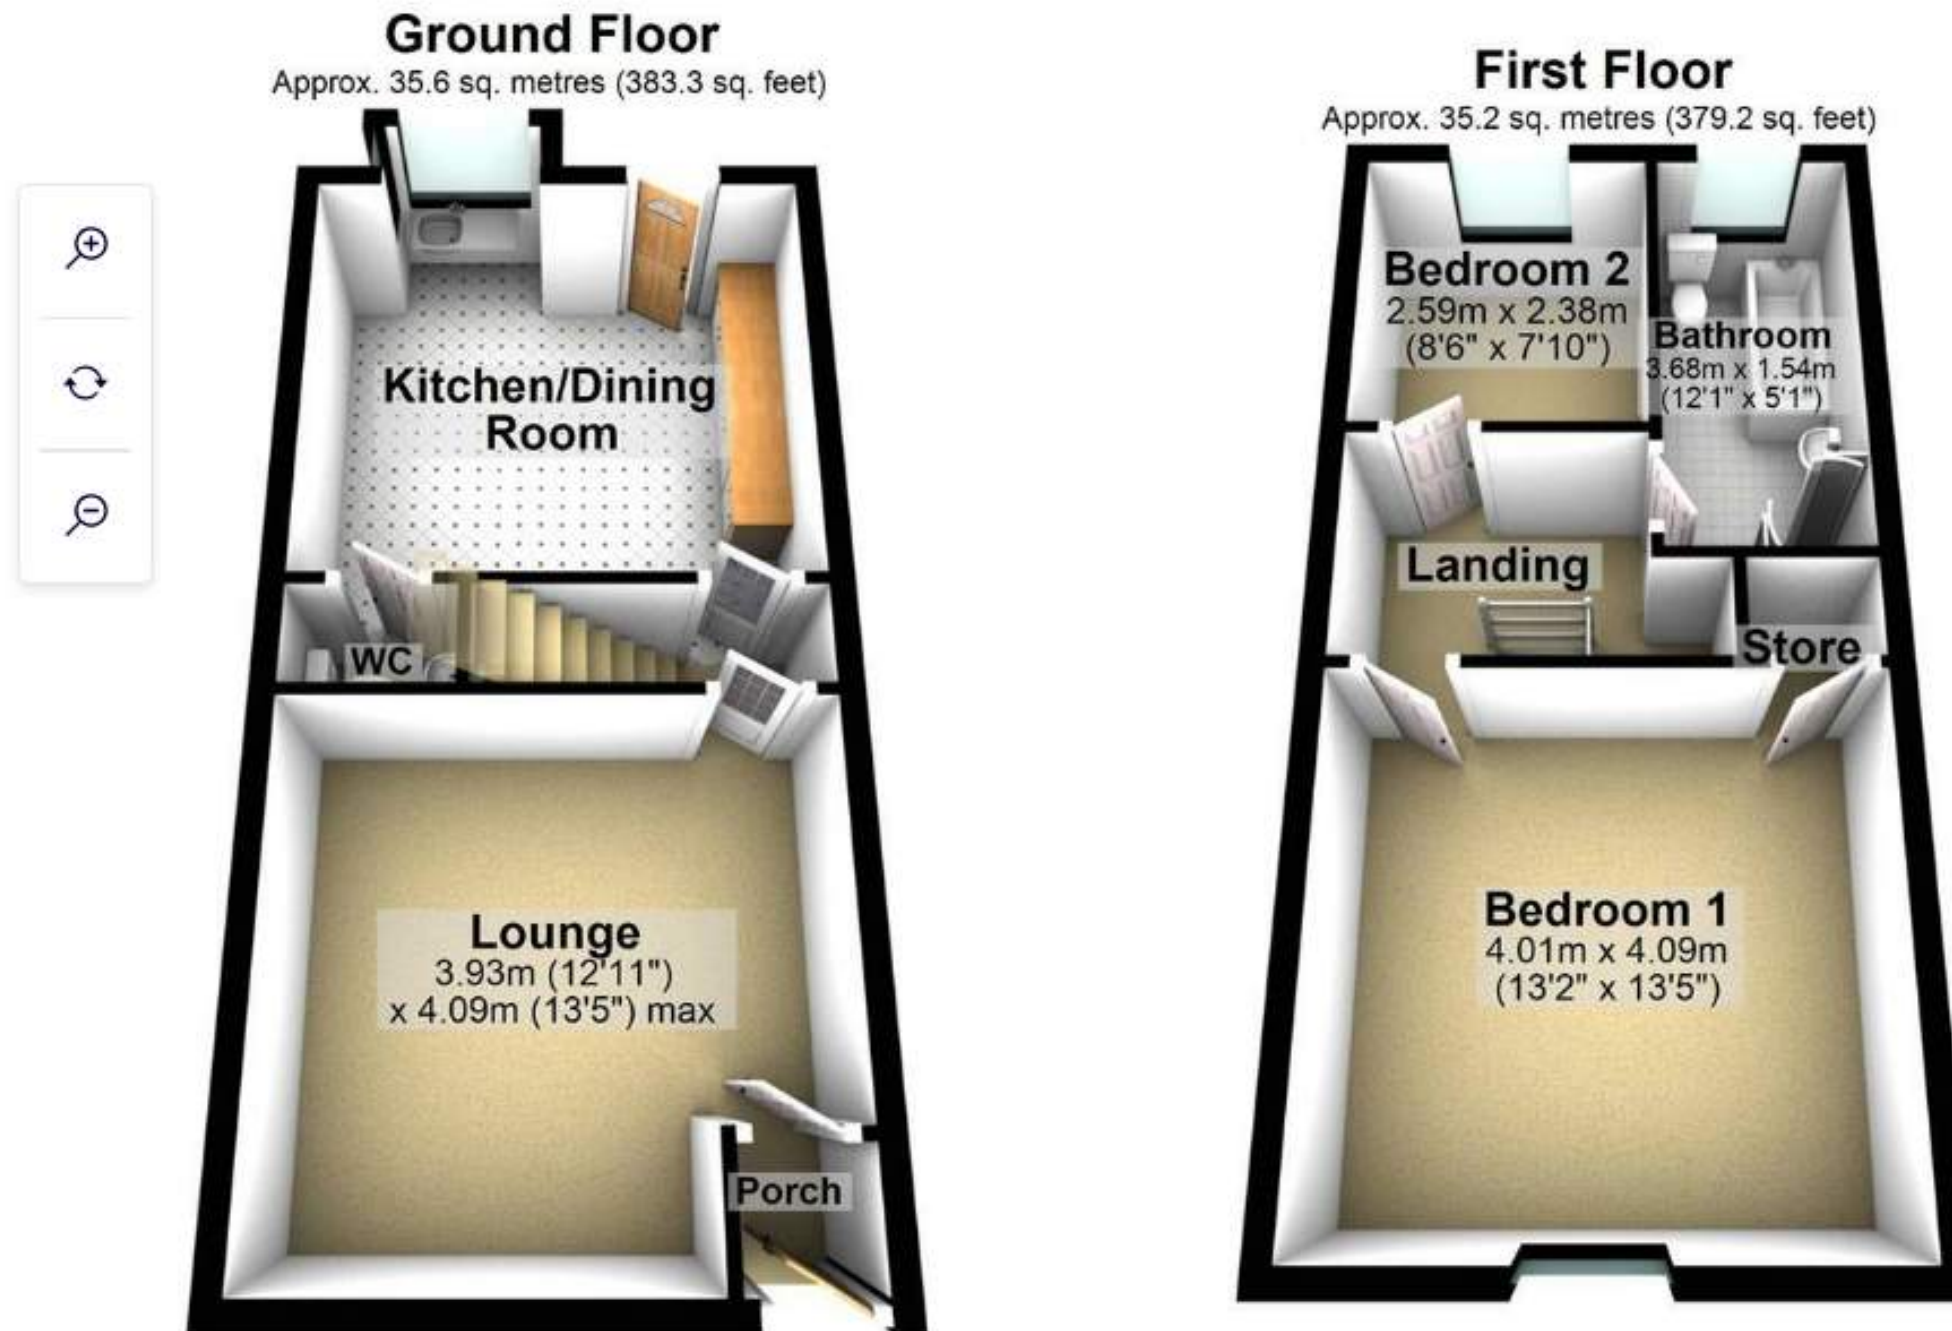 Ground Floor
Approx. 35.6 sq. metres (383.3 sq. feet)
Kitchen/Dining
Room
WC
Lounge
3.93m (12'11")
x 4.09m (13'5") max
Porch
First Floor
Approx. 35.2 sq. metres (379.2 sq. feet)
Bedroom 2
2.59m x 2.38m
(8'6" x 7'10")
Bathroom
3.68m x 1.54m
(12'1" x 5'1")
Landing
Store
Bedroom 1
4.01m x 4.09m
(13'2" x 13'5")